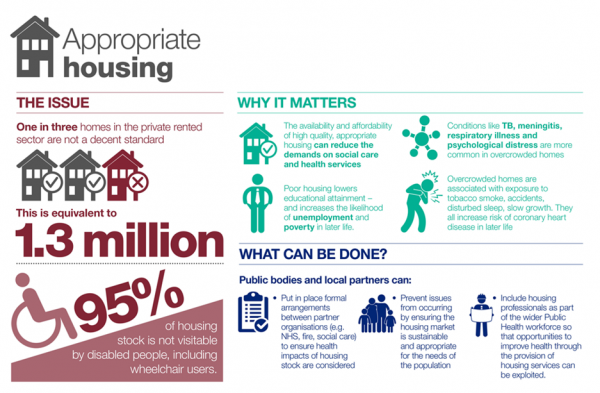 Appropriate
housing
THE ISSUE
One in three homes in the private rented
sector are not a decent standard
This is equivalent to
1.3 million
95%
of housing
stock is not visitable
by disabled people, including
wheelchair users.
WHY IT MATTERS
The availability and affordability
of high quality, appropriate
housing can reduce the
demands on social care
and health services
Conditions like TB, meningitis,
respiratory illness and
psychological distress are more
common in overcrowded homes
Poor housing lowers
educational attainment –
and increases the likelihood
of unemployment and
poverty in later life.
Overcrowded homes are
associated with exposure to
tobacco smoke, accidents,
disturbed sleep, slow growth. They
all increase risk of coronary heart
disease in later life
WHAT CAN BE DONE?
Public bodies and local partners can:
• Put in place formal
arrangements
between partner
organisations (e.g.
NHS, fire, social care)
to ensure health
impacts of housing
stock are considered
• Prevent issues
from occurring
by ensuring the
housing market
is sustainable
and appropriate
for the needs of
the population
• Include housing
professionals as part
of the wider Public
Health workforce so
that opportunities to
improve health through
the provision of
housing services can
be exploited.